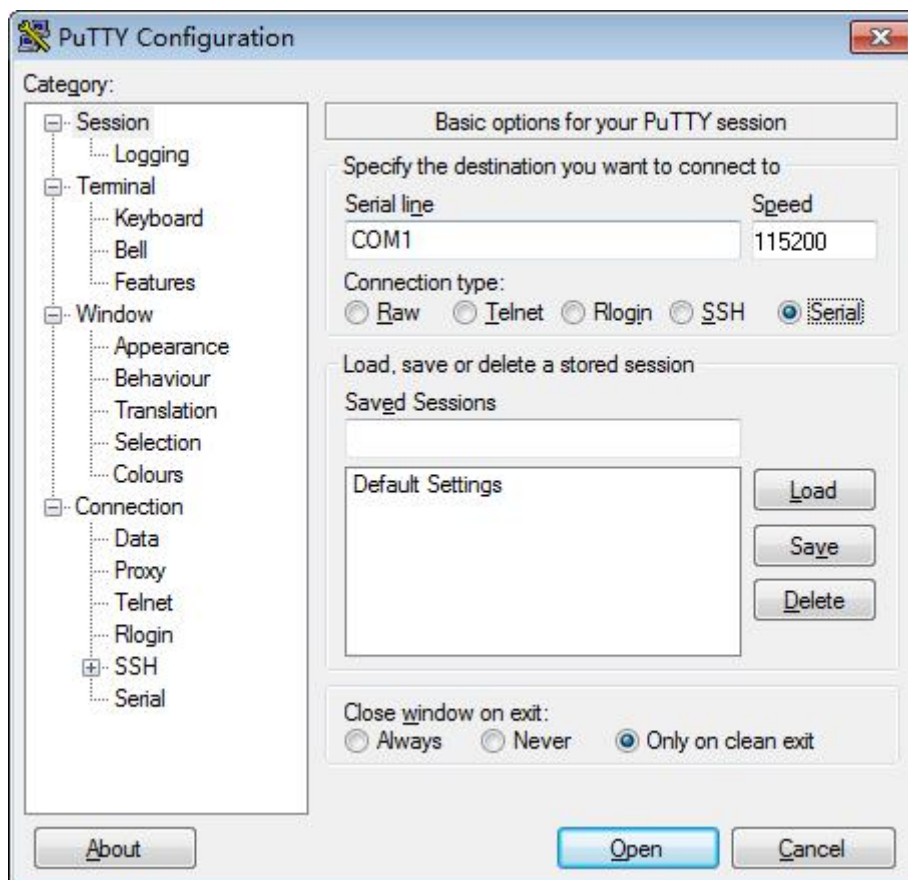 PuTTY Configuration
Category:
Session
Logging
Terminal
Keyboard
Bell
Features
Window
Appearance
Behaviour
Translation
Selection
Colours
Connection
Data
Proxy
Telnet
Rlogin
SSH
Serial
Basic options for your PuTTY session
Specify the destination you want to connect to
Serial line Speed
COM1 115200
Connection type:
Raw Telnet Rlogin SSH Serial
Load, save or delete a stored session
Saved Sessions
Default Settings
Load
Save
Delete
Close window on exit:
Always Never Only on clean exit
About Open Cancel